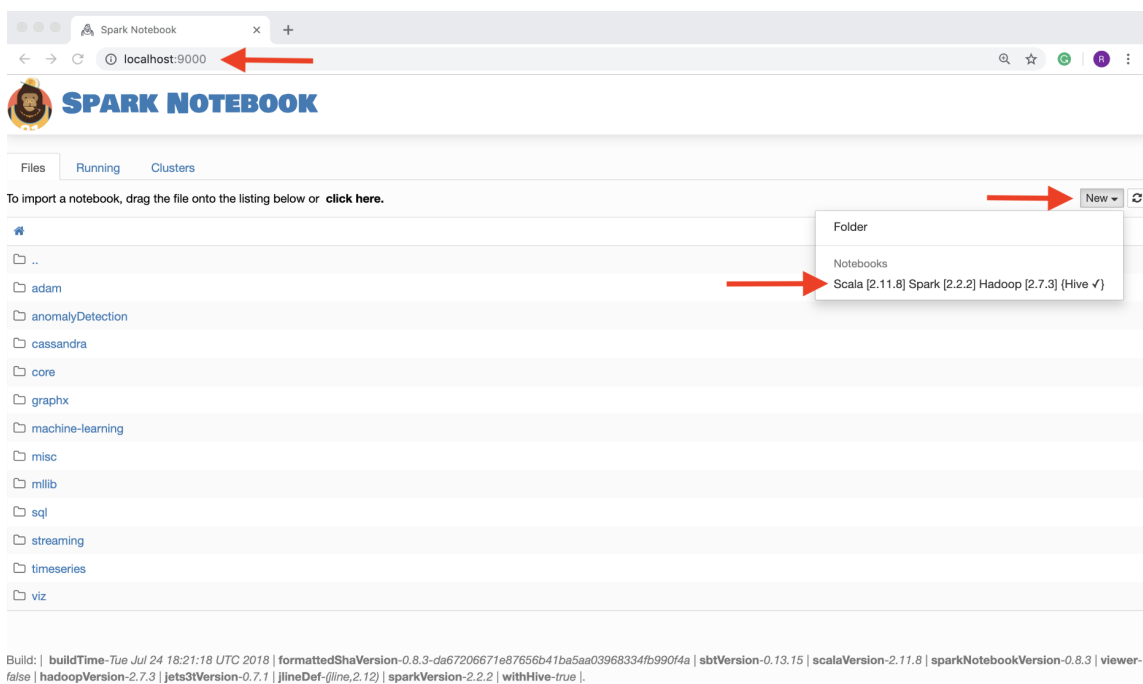 Spark Notebook
localhost:9000
R
SPARK NOTEBOOK
Files Running Clusters
To import a notebook, drag the file onto the listing below or click here.
New
Folder
Notebooks
Scala [2.11.8] Spark [2.2.2] Hadoop [2.7.3] {Hive ✓}
..
adam
anomalyDetection
cassandra
core
graphx
machine-learning
misc
mllib
sql
streaming
timeseries
viz
Build: | buildTime-Tue Jul 24 18:21:18 UTC 2018 | formattedShaVersion-0.8.3-da67206671e87656b41ba5aa03968334fb990f4a | sbtVersion-0.13.15 | scalaVersion-2.11.8 | sparkNotebookVersion-0.8.3 | viewer-
false | hadoopVersion-2.7.3 | jets3tVersion-0.7.1 | jlineDef-(jline,2.12) | sparkVersion-2.2.2 | withHive-true |.